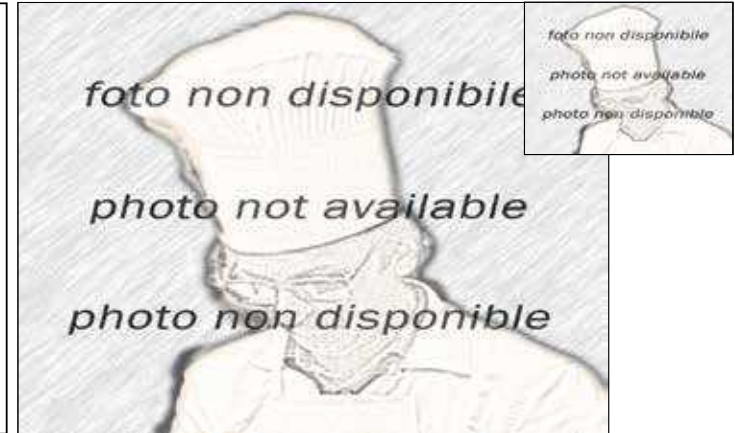 foto non disponibile
photo not available
photo non disponible
foto non disponibile
photo not available
photo non disponible